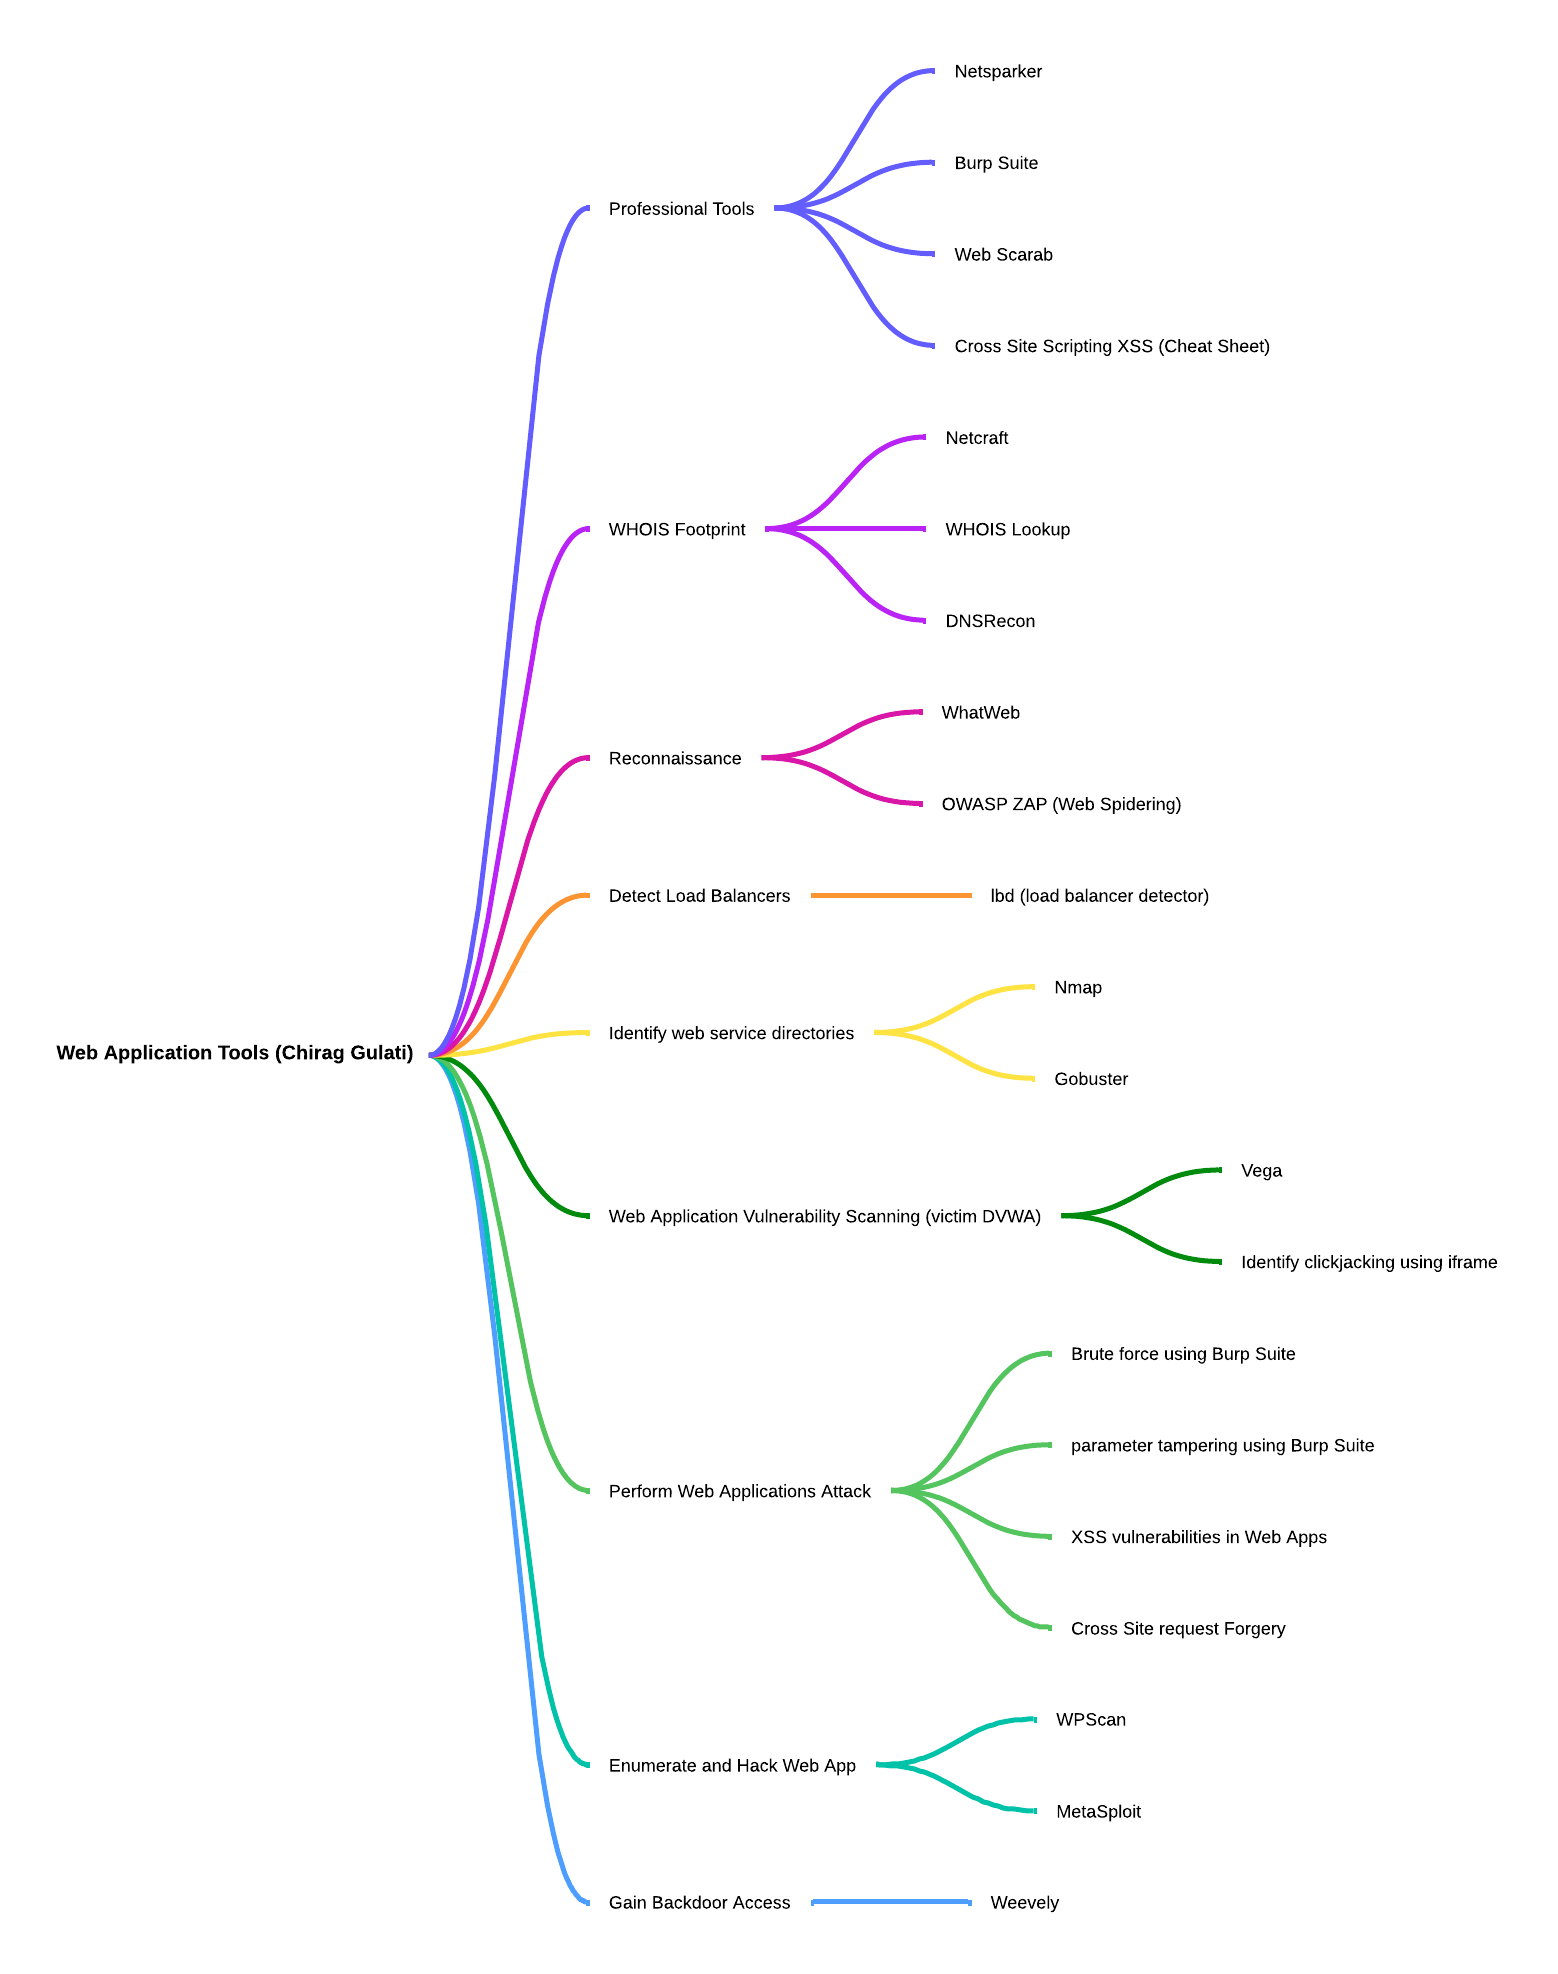 Web Application Tools (Chirag Gulati)
Professional Tools
Netsparker
Burp Suite
Web Scarab
Cross Site Scripting XSS (Cheat Sheet)
WHOIS Footprint
Netcraft
WHOIS Lookup
DNSRecon
Reconnaissance
WhatWeb
OWASP ZAP (Web Spidering)
Detect Load Balancers
lbd (load balancer detector)
Identify web service directories
Nmap
Gobuster
Web Application Vulnerability Scanning (victim DVWA)
Vega
Identify clickjacking using iframe
Perform Web Applications Attack
Brute force using Burp Suite
parameter tampering using Burp Suite
XSS vulnerabilities in Web Apps
Cross Site request Forgery
Enumerate and Hack Web App
WPScan
MetaSploit
Gain Backdoor Access
Weevely